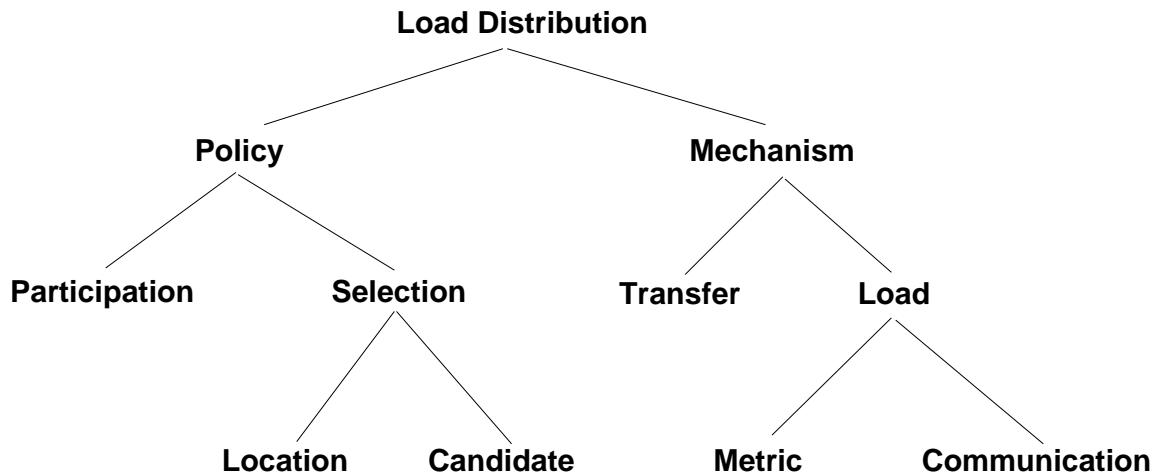 Load Distribution
Policy Mechanism
Participation Selection Transfer Load
Location Candidate Metric Communication